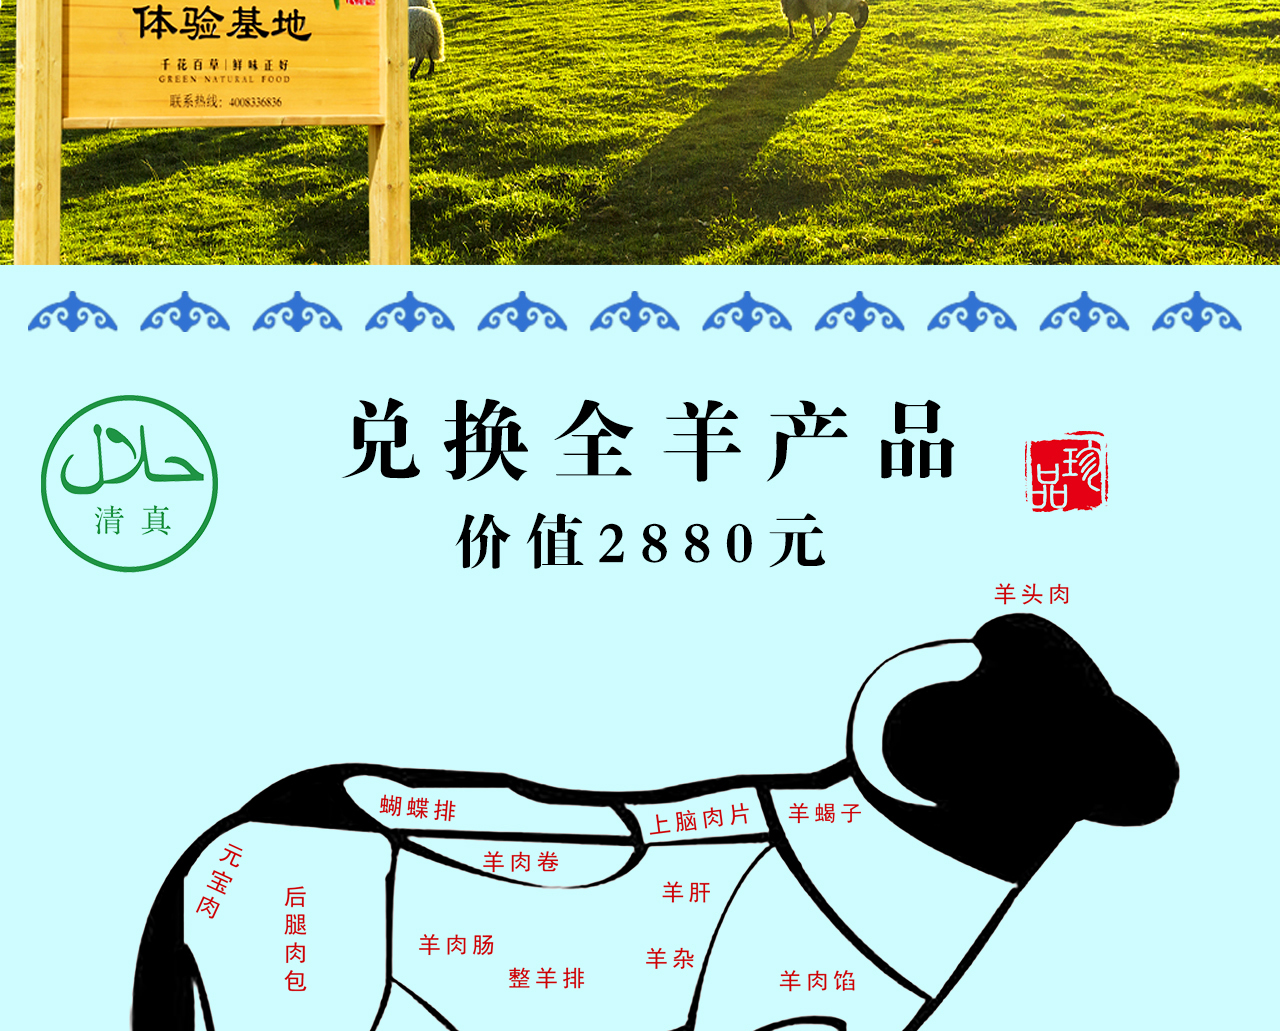 体验基地
千花百草|鲜味正好
GREEN NATURAL FOOD
联系热线：4008336836
兑换全羊产品
حلال
清真
珍品
价值2880元
羊头肉
蝴蝶排
上脑肉片
羊蝎子
元宝肉
羊肉卷
后腿肉包
羊肝
羊肉肠
羊杂
整羊排
羊肉馅